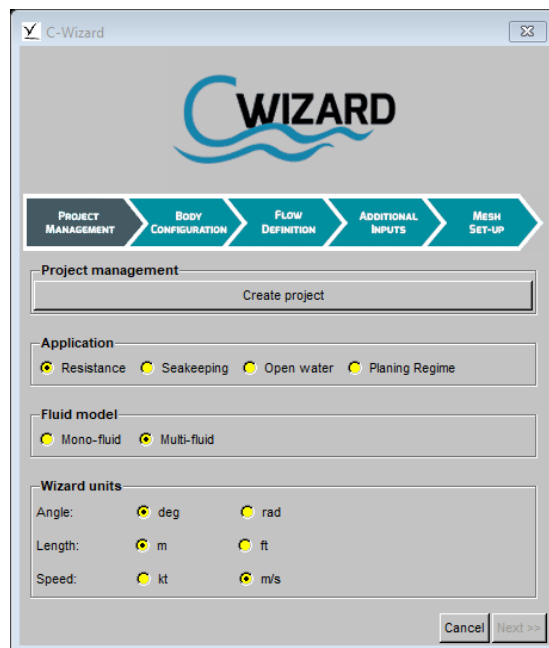 C-Wizard
CWIZARD
PROJECT MANAGEMENT
BODY CONFIGURATION
FLOW DEFINITION
ADDITIONAL INPUTS
MESH SET-UP
Project management
Create project
Application
Resistance Seakeeping Open water Planing Regime
Fluid model
Mono-fluid Multi-fluid
Wizard units
Angle: deg rad
Length: m ft
Speed: kt m/s
Cancel Next >>